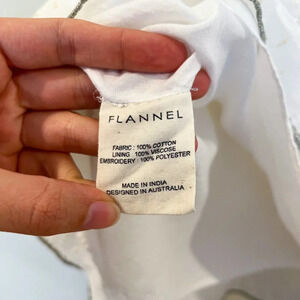 FLANNEL
FABRIC : 100% COTTON
LINING : 100% VISCOSE
EMBROIDERY : 100% POLYESTER
MADE IN INDIA
DESIGNED IN AUSTRALIA